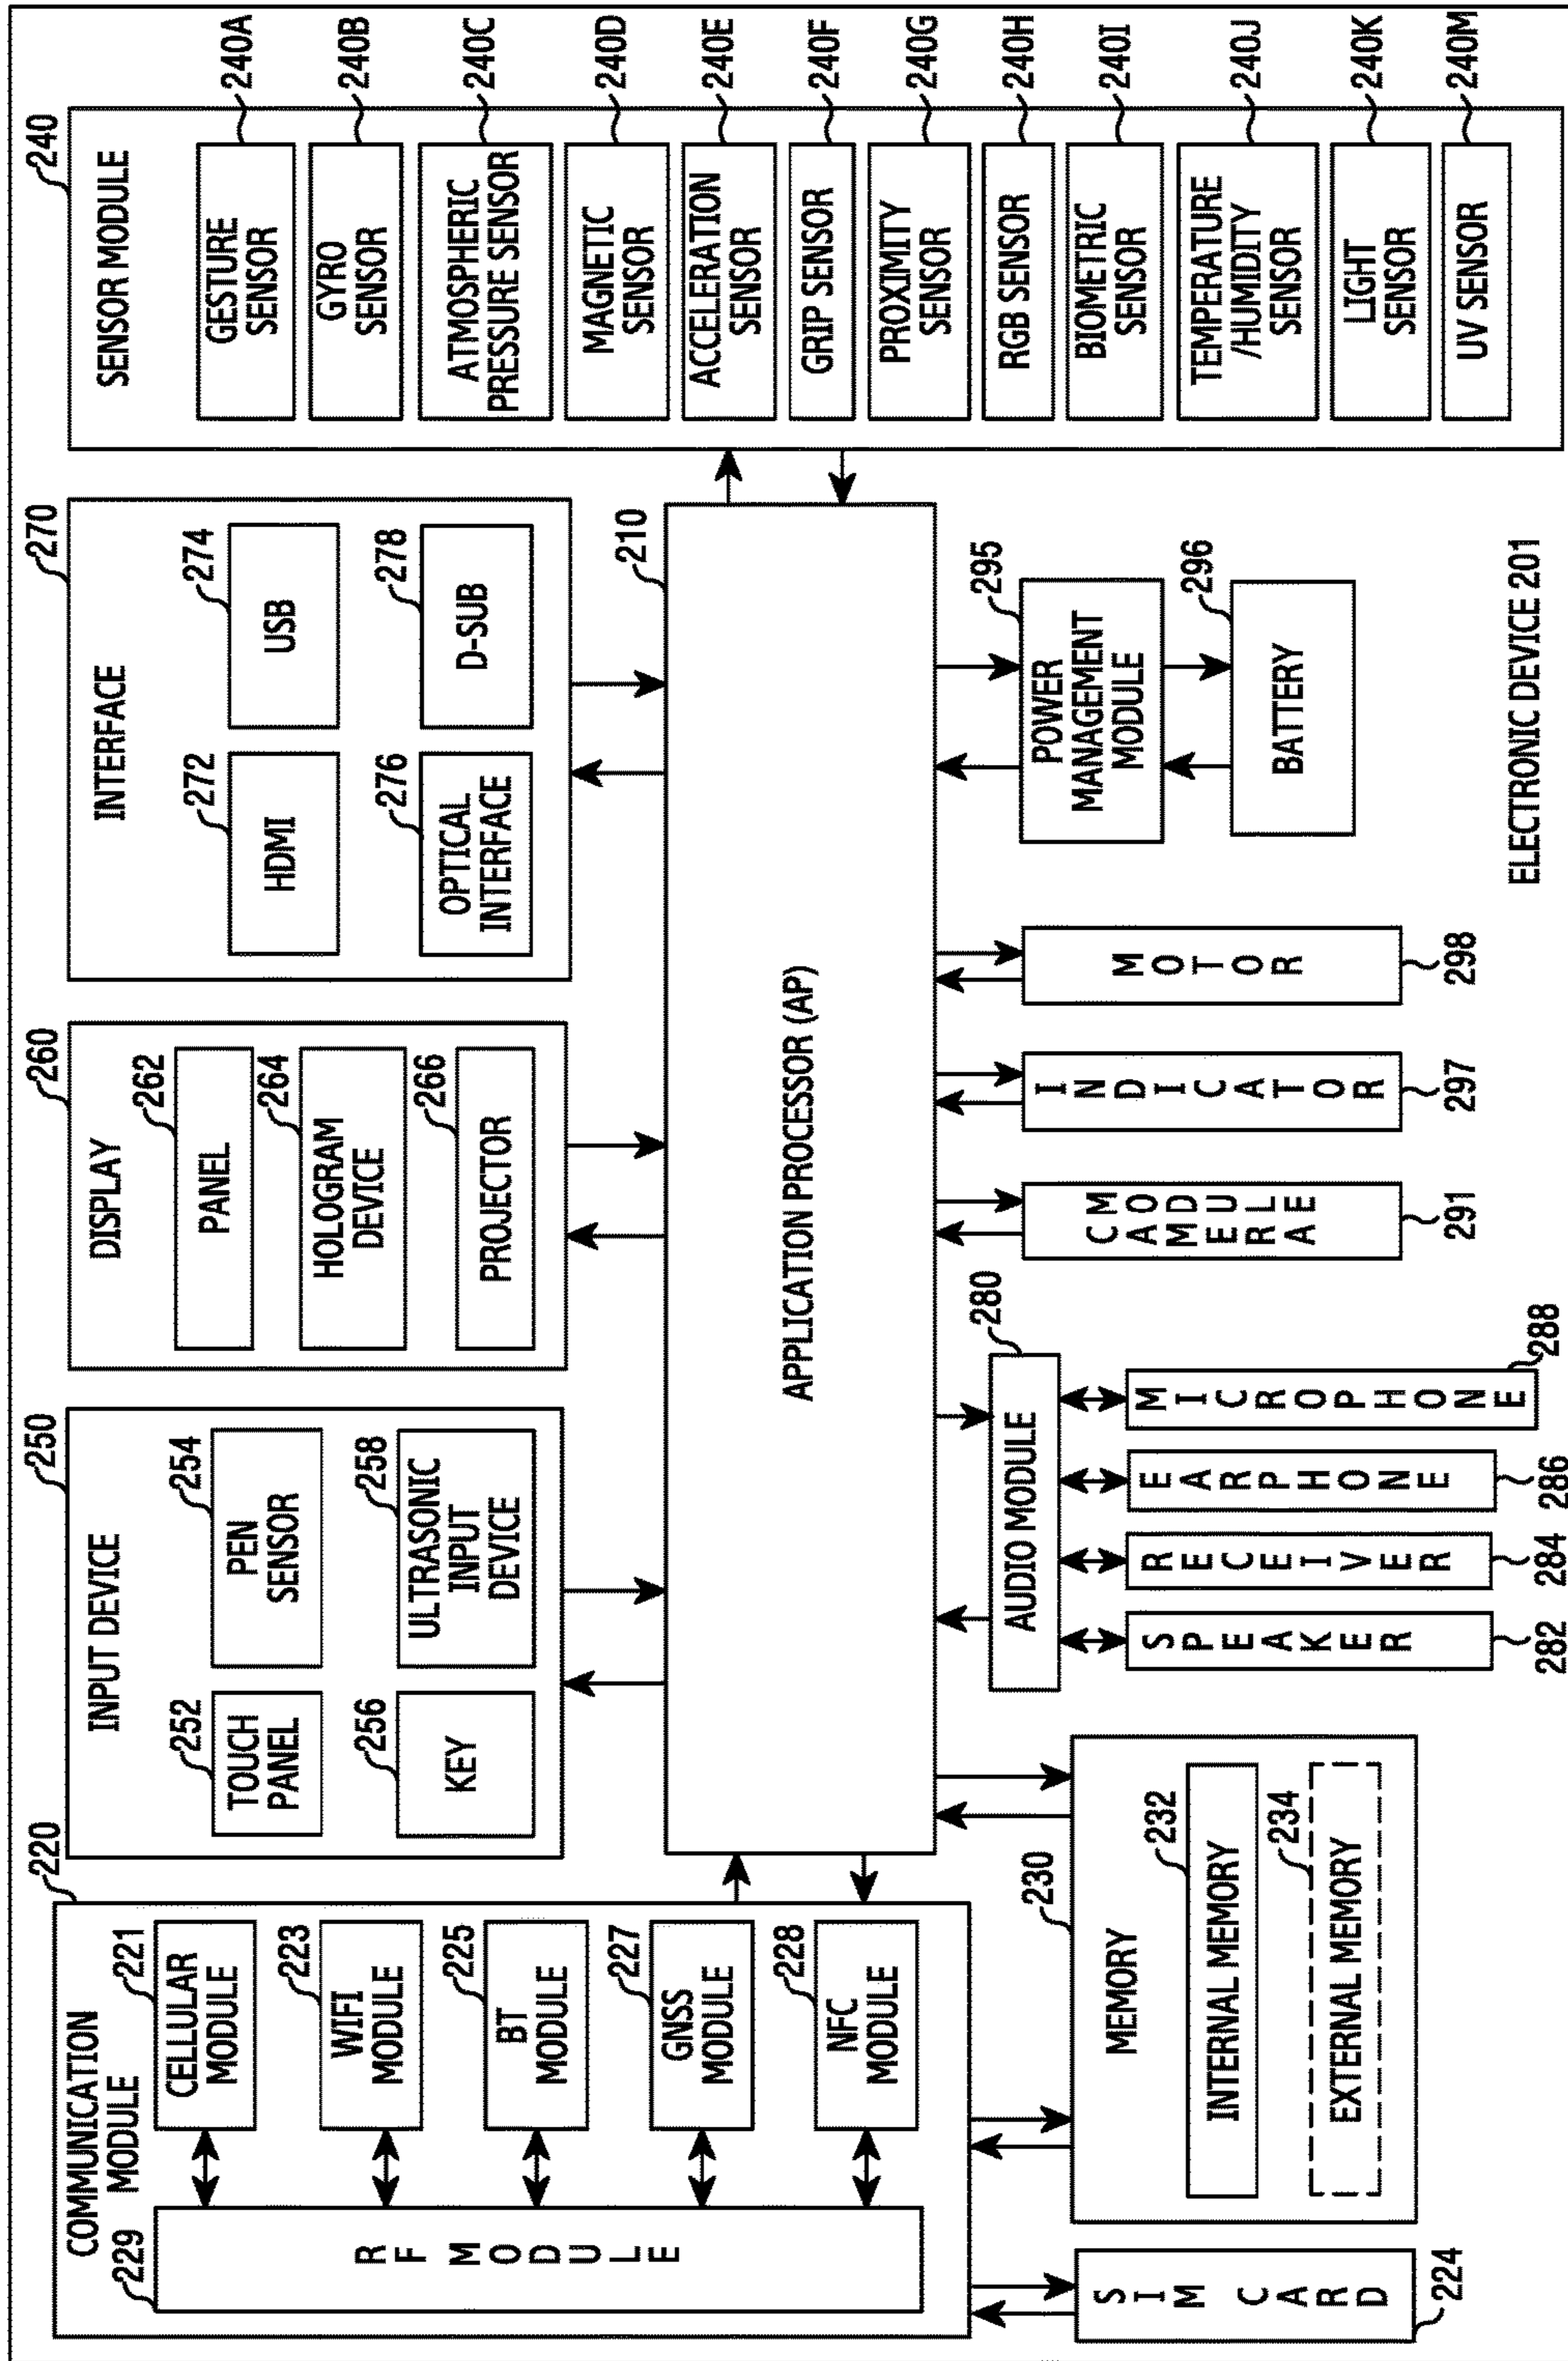 COMMUNICATION
MODULE
220
229
RF MODULE
221
CELLULAR
MODULE
223
WIFI
MODULE
225
BT
MODULE
227
GNSS
MODULE
228
NFC
MODULE
250
INPUT DEVICE
252
TOUCH
PANEL
254
PEN
SENSOR
256
KEY
258
ULTRASONIC
INPUT
DEVICE
260
DISPLAY
262
PANEL
264
HOLOGRAM
DEVICE
266
PROJECTOR
270
INTERFACE
272
HDMI
274
USB
276
OPTICAL
INTERFACE
278
D-SUB
240
SENSOR MODULE
GESTURE
SENSOR
240A
GYRO
SENSOR
240B
ATMOSPHERIC
PRESSURE SENSOR
240C
MAGNETIC
SENSOR
240D
ACCELERATION
SENSOR
240E
GRIP SENSOR
240F
PROXIMITY
SENSOR
240G
RGB SENSOR
240H
BIOMETRIC
SENSOR
240I
TEMPERATURE
/HUMIDITY
SENSOR
240J
LIGHT
SENSOR
240K
UV SENSOR
240M
210
APPLICATION PROCESSOR (AP)
SIM CARD
224
230
MEMORY
232
INTERNAL MEMORY
234
EXTERNAL MEMORY
280
AUDIO MODULE
SPEAKER
282
RECEIVER
284
EARPHONE
286
MICROPHONE
288
CAMERA
MODULE
291
INDICATOR
297
MOTOR
298
295
POWER
MANAGEMENT
MODULE
296
BATTERY
ELECTRONIC DEVICE 201